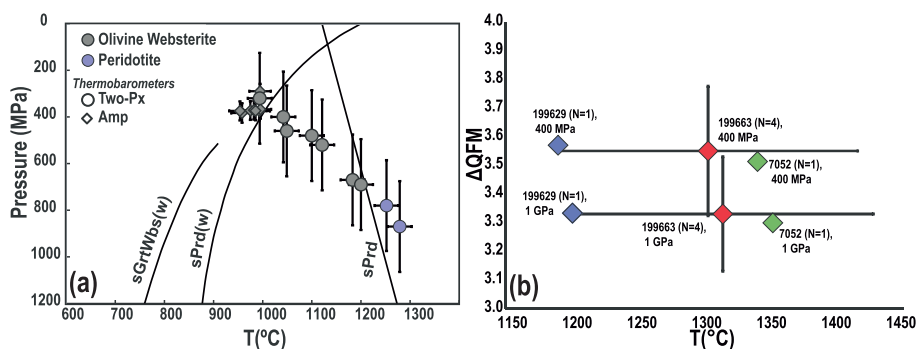 0
200
400
600
800
1000
1200
Pressure (MPa)
Olivine Websterite
Peridotite
Thermobarometers
Two-Px
Amp
sGrtWbs(w)
sPrd(w)
sPrd
(a)
600 700 800 900 1000 1100 1200 1300
T(ºC)
4.0
3.9
3.8
3.7
3.6
3.5
3.4
3.3
3.2
3.1
3.0
ΔQFM
199629 (N=1),
400 MPa
199663 (N=4),
400 MPa
7052 (N=1),
400 MPa
199629 (N=1),
1 GPa
199663 (N=4),
1 GPa
7052 (N=1),
1 GPa
(b)
1150 1200 1250 1300 1350 1400 1450
T(ºC)